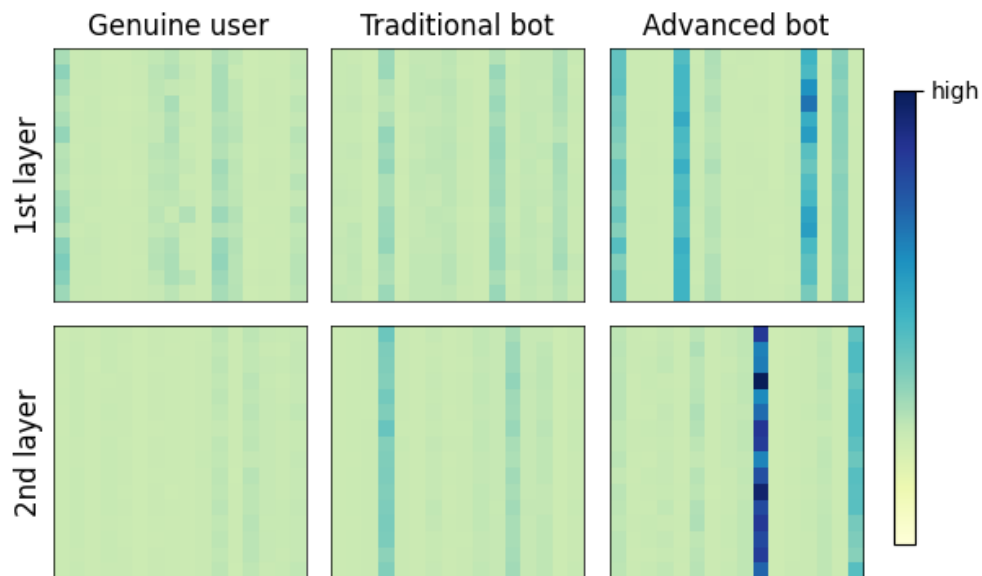 Genuine user
Traditional bot
Advanced bot
1st layer
high
2nd layer